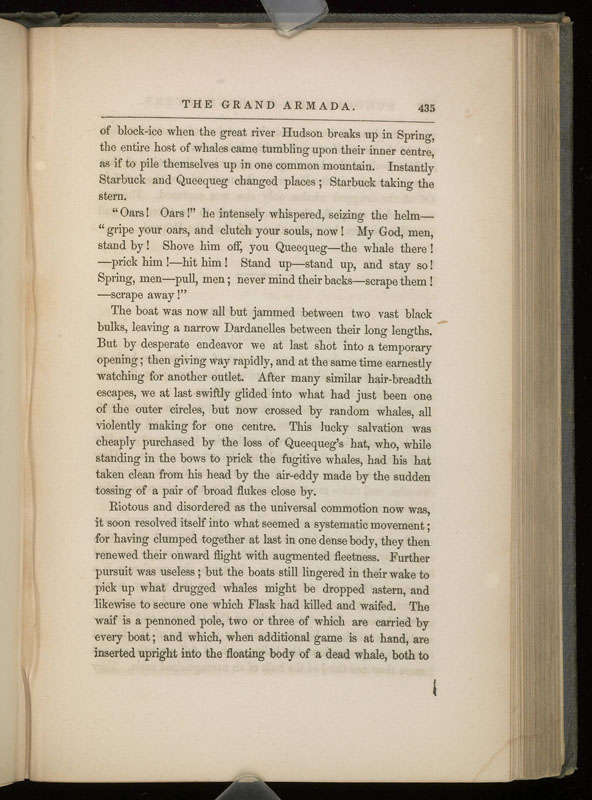 THE GRAND ARMADA. 435
of block-ice when the great river Hudson breaks up in Spring,
the entire host of whales came tumbling upon their inner centre,
as if to pile themselves up in one common mountain. Instantly
Starbuck and Queequeg changed places; Starbuck taking the
stern.
"Oars! Oars!" he intensely whispered, seizing the helm—
"gripe your oars, and clutch your souls, now! My God, men,
stand by! Shove him off, you Queequeg—the whale there!
—prick him!—hit him! Stand up—stand up, and stay so!
Spring, men—pull, men; never mind their backs—scrape them!
—scrape away!"
The boat was now all but jammed between two vast black
bulks, leaving a narrow Dardanelles between their long lengths.
But by desperate endeavor we at last shot into a temporary
opening; then giving way rapidly, and at the same time earnestly
watching for another outlet. After many similar hair-breadth
escapes, we at last swiftly glided into what had just been one
of the outer circles, but now crossed by random whales, all
violently making for one centre. This lucky salvation was
cheaply purchased by the loss of Queequeg's hat, who, while
standing in the bows to prick the fugitive whales, had his hat
taken clean from his head by the air-eddy made by the sudden
tossing of a pair of broad flukes close by.
Riotous and disordered as the universal commotion now was,
it soon resolved itself into what seemed a systematic movement;
for having clumped together at last in one dense body, they then
renewed their onward flight with augmented fleetness. Further
pursuit was useless; but the boats still lingered in their wake to
pick up what drugged whales might be dropped astern, and
likewise to secure one which Flask had killed and waifed. The
waif is a pennoned pole, two or three of which are carried by
every boat; and which, when additional game is at hand, are
inserted upright into the floating body of a dead whale, both to